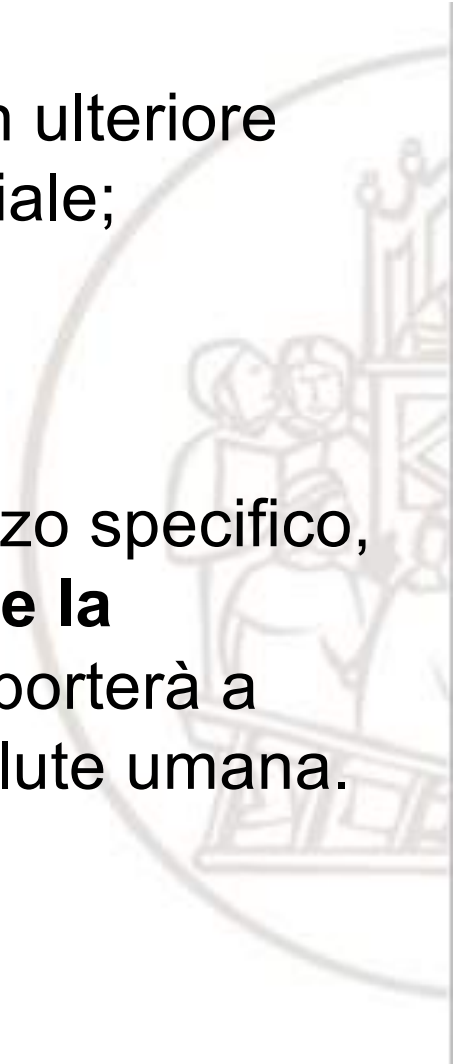 ulteriore
iale;
zo specifico,
e la
porterà a
lute umana.